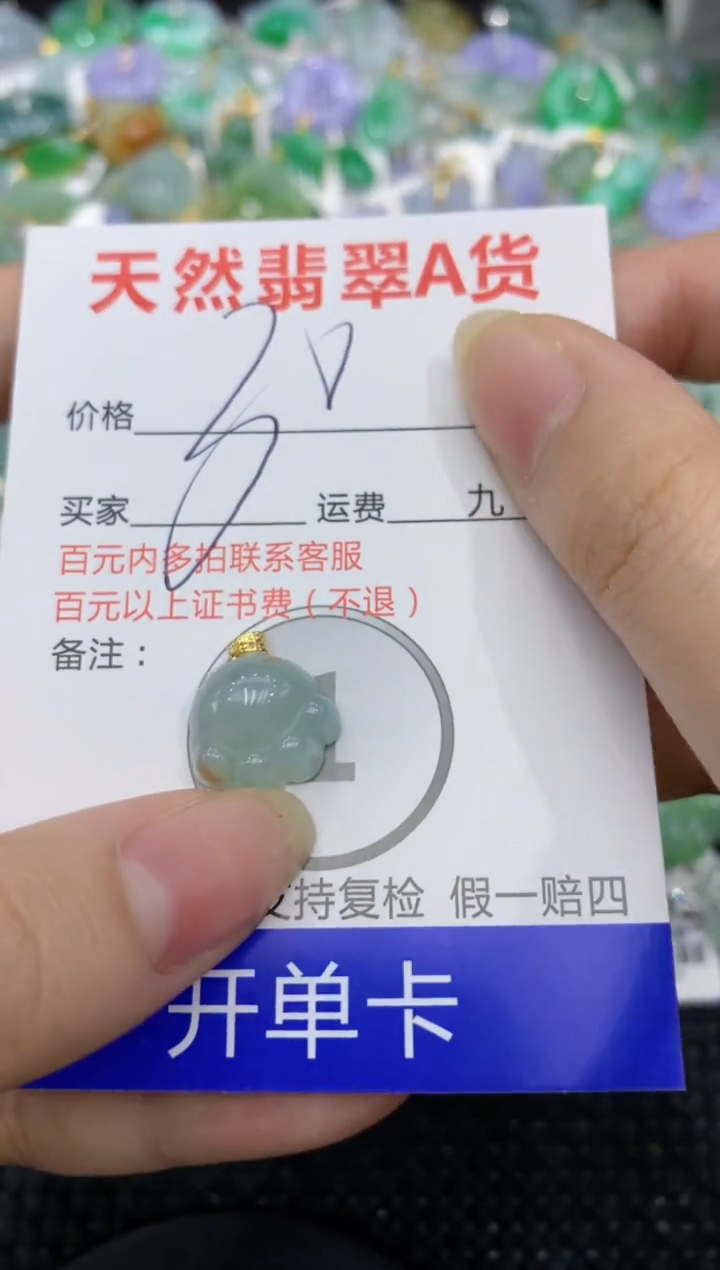 天然翡翠A货
价格
买家 运费 九
百元内多拍联系客服
百元以上证书费(不退)
备注:
1
支持复检 假一赔四
开单卡